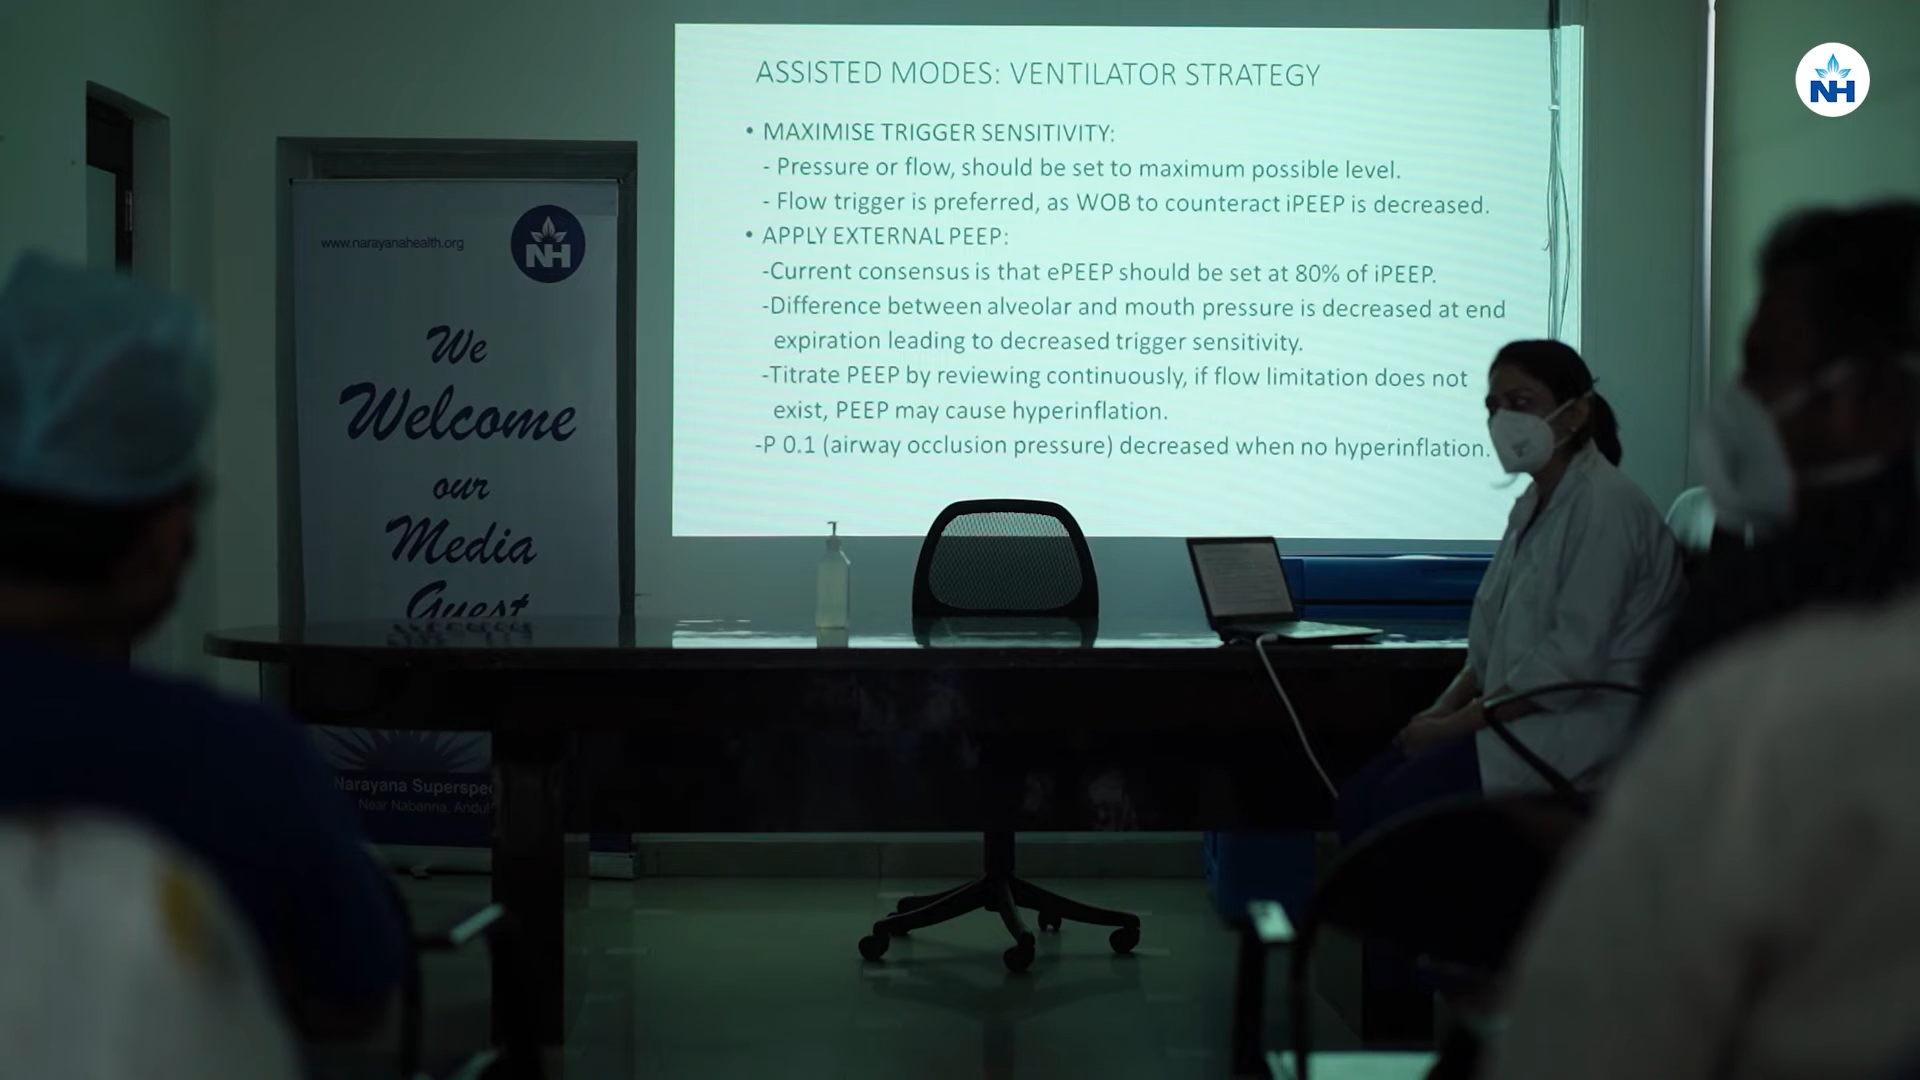 ASSISTED MODES: VENTILATOR STRATEGY
• MAXIMISE TRIGGER SENSITIVITY:
- Pressure or flow, should be set to maximum possible level.
- Flow trigger is preferred, as WOB to counteract iPEEP is decreased.
• APPLY EXTERNAL PEEP:
-Current consensus is that ePEEP should be set at 80% of iPEEP.
-Difference between alveolar and mouth pressure is decreased at end
expiration leading to decreased trigger sensitivity.
-Titrate PEEP by reviewing continuously, if flow limitation does not
exist, PEEP may cause hyperinflation.
-P 0.1 (airway occlusion pressure) decreased when no hyperinflation.
NH
www.narayanahealth.org
NH
We
Welcome
our
Media
Guest
Narayana Superspe
Near Nabanna, Andul